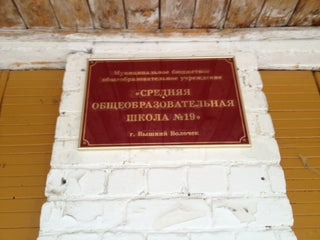 Муниципальное бюджетное
общеобразовательное учреждение
«СРЕДНЯЯ
ОБЩЕОБРАЗОВАТЕЛЬНАЯ
ШКОЛА №19»
г. Вышний Волочек